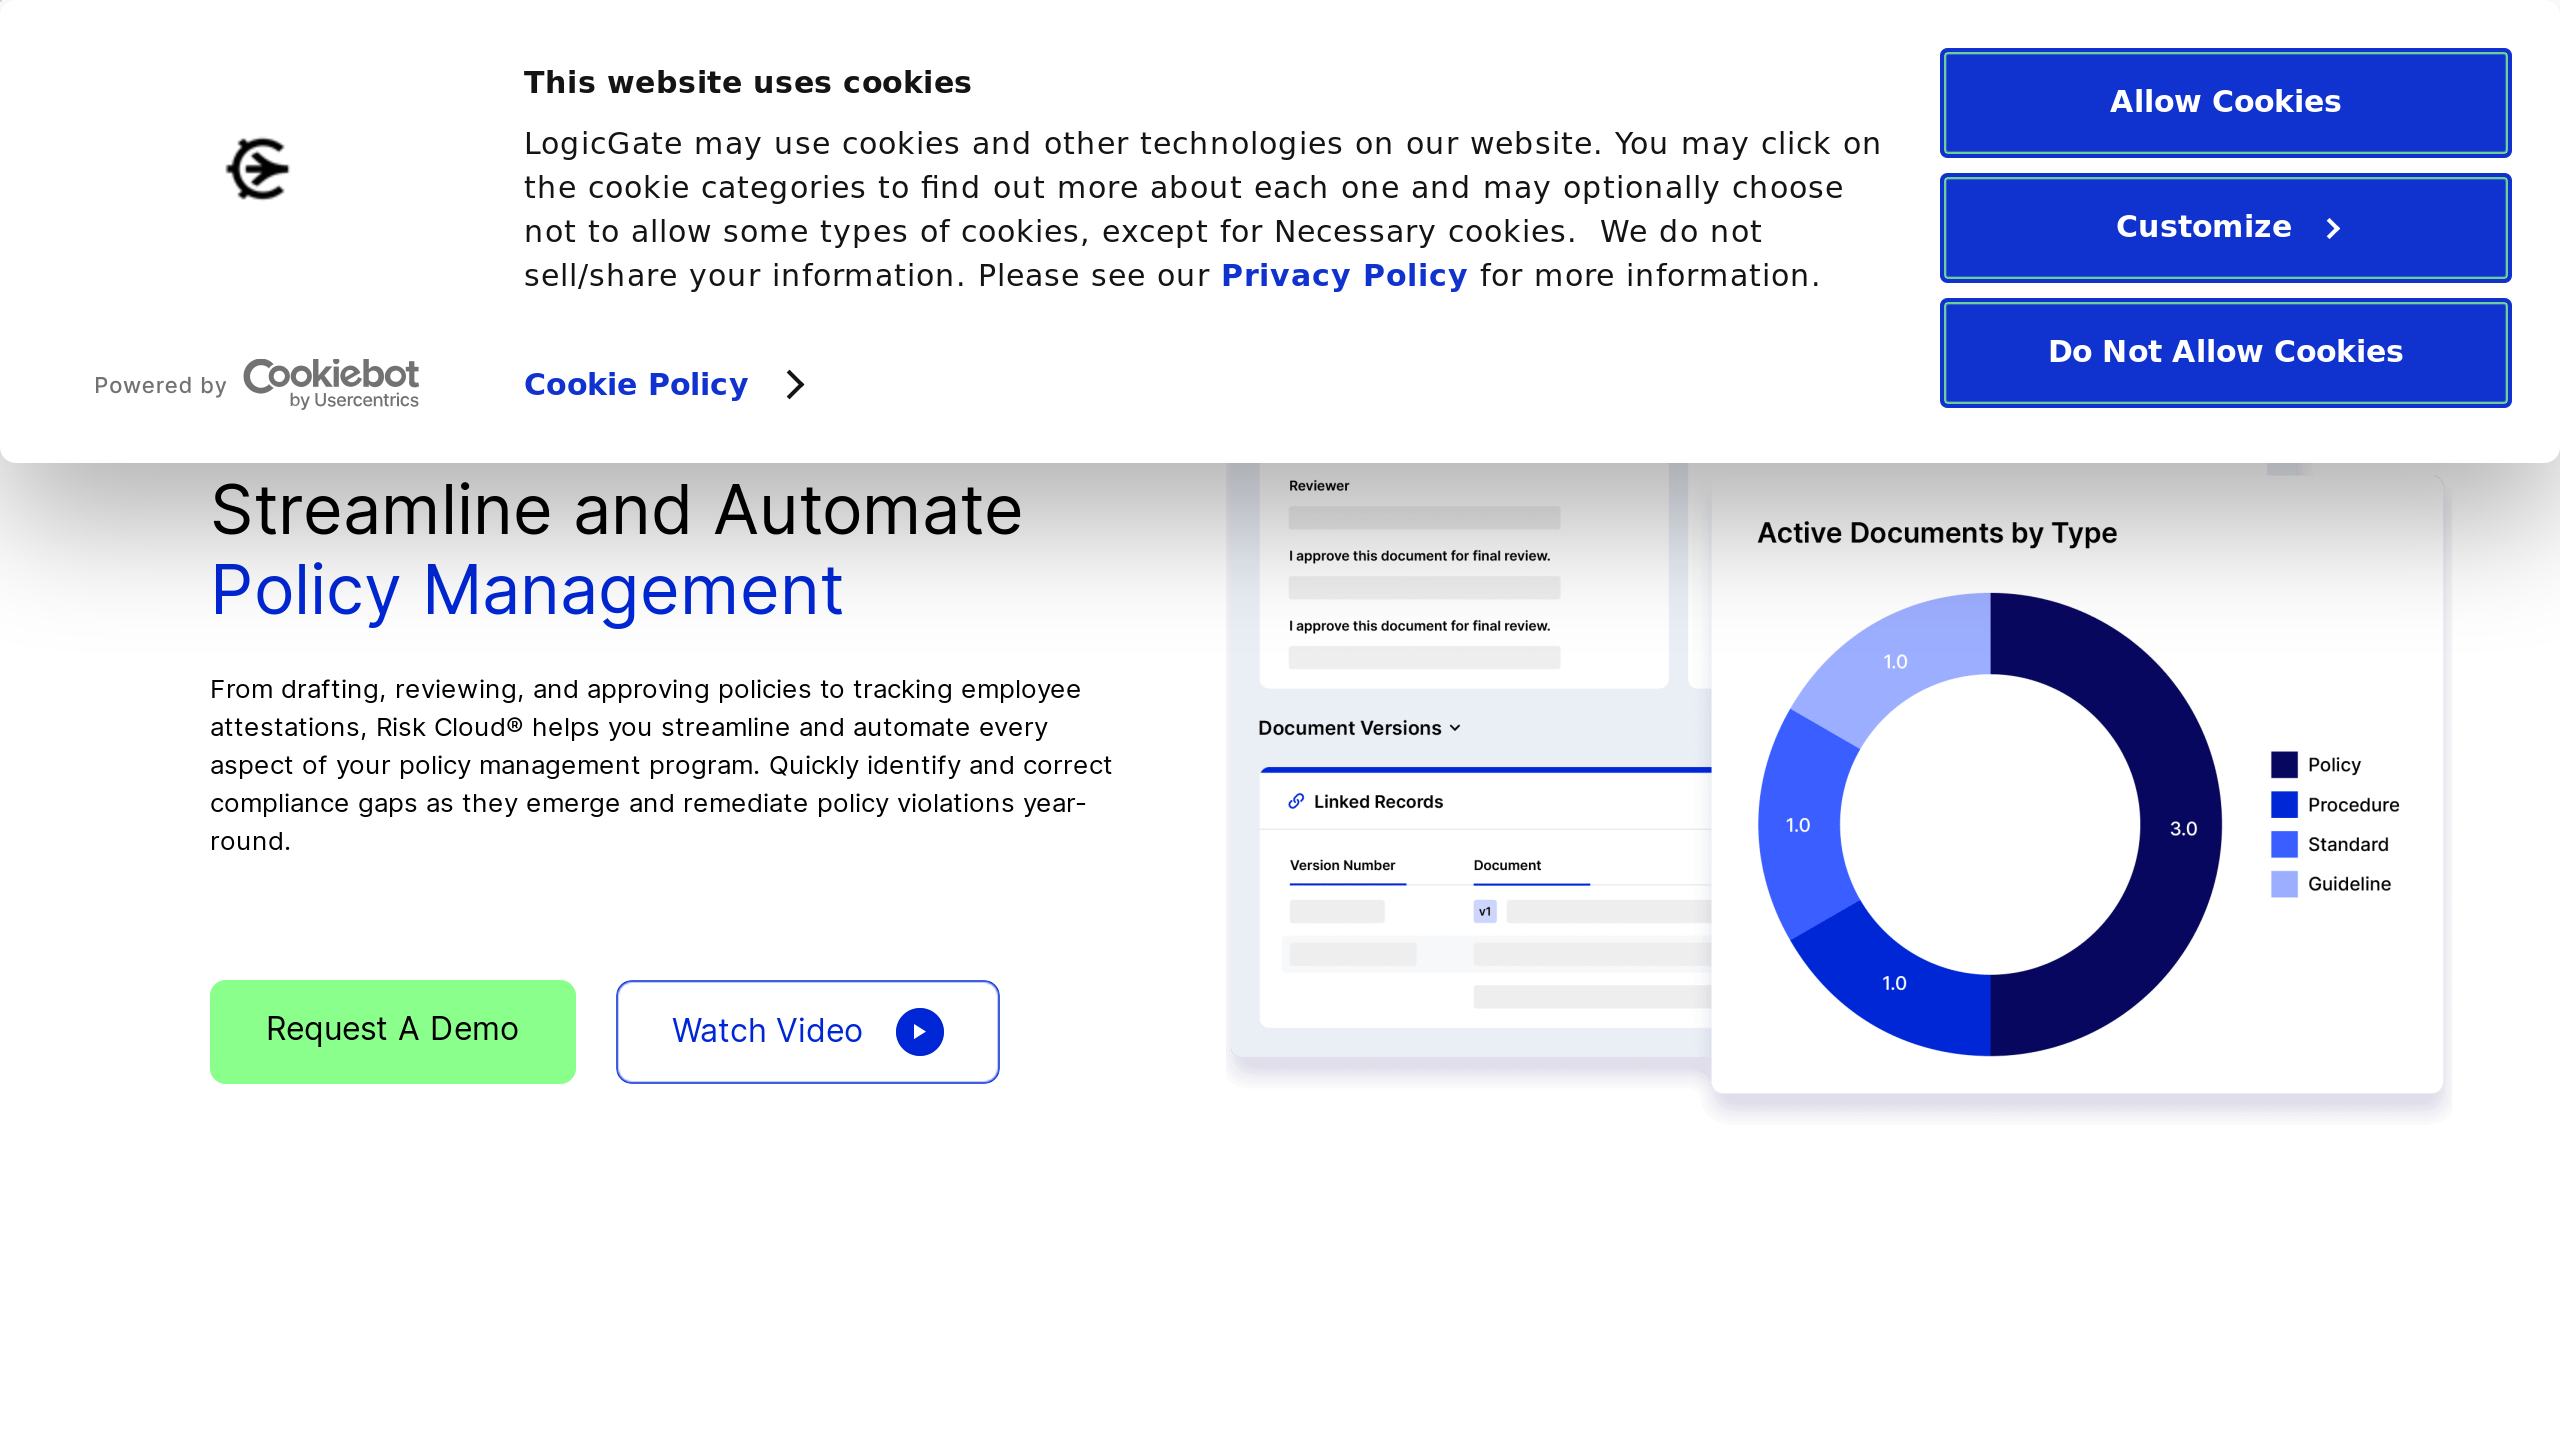 This website uses cookies
LogicGate may use cookies and other technologies on our website. You may click on
the cookie categories to find out more about each one and may optionally choose
not to allow some types of cookies, except for Necessary cookies.  We do not
sell/share your information. Please see our Privacy Policy for more information.
Powered by Cookiebot
by Usercentrics
Cookie Policy
Allow Cookies
Customize
Do Not Allow Cookies
Streamline and Automate
Policy Management
From drafting, reviewing, and approving policies to tracking employee
attestations, Risk Cloud® helps you streamline and automate every
aspect of your policy management program. Quickly identify and correct
compliance gaps as they emerge and remediate policy violations year-
round.
Request A Demo
Watch Video
Reviewer
I approve this document for final review.
I approve this document for final review.
Document Versions
Linked Records
Version Number
Document
v1
Active Documents by Type
1.0
1.0
3.0
1.0
Policy
Procedure
Standard
Guideline